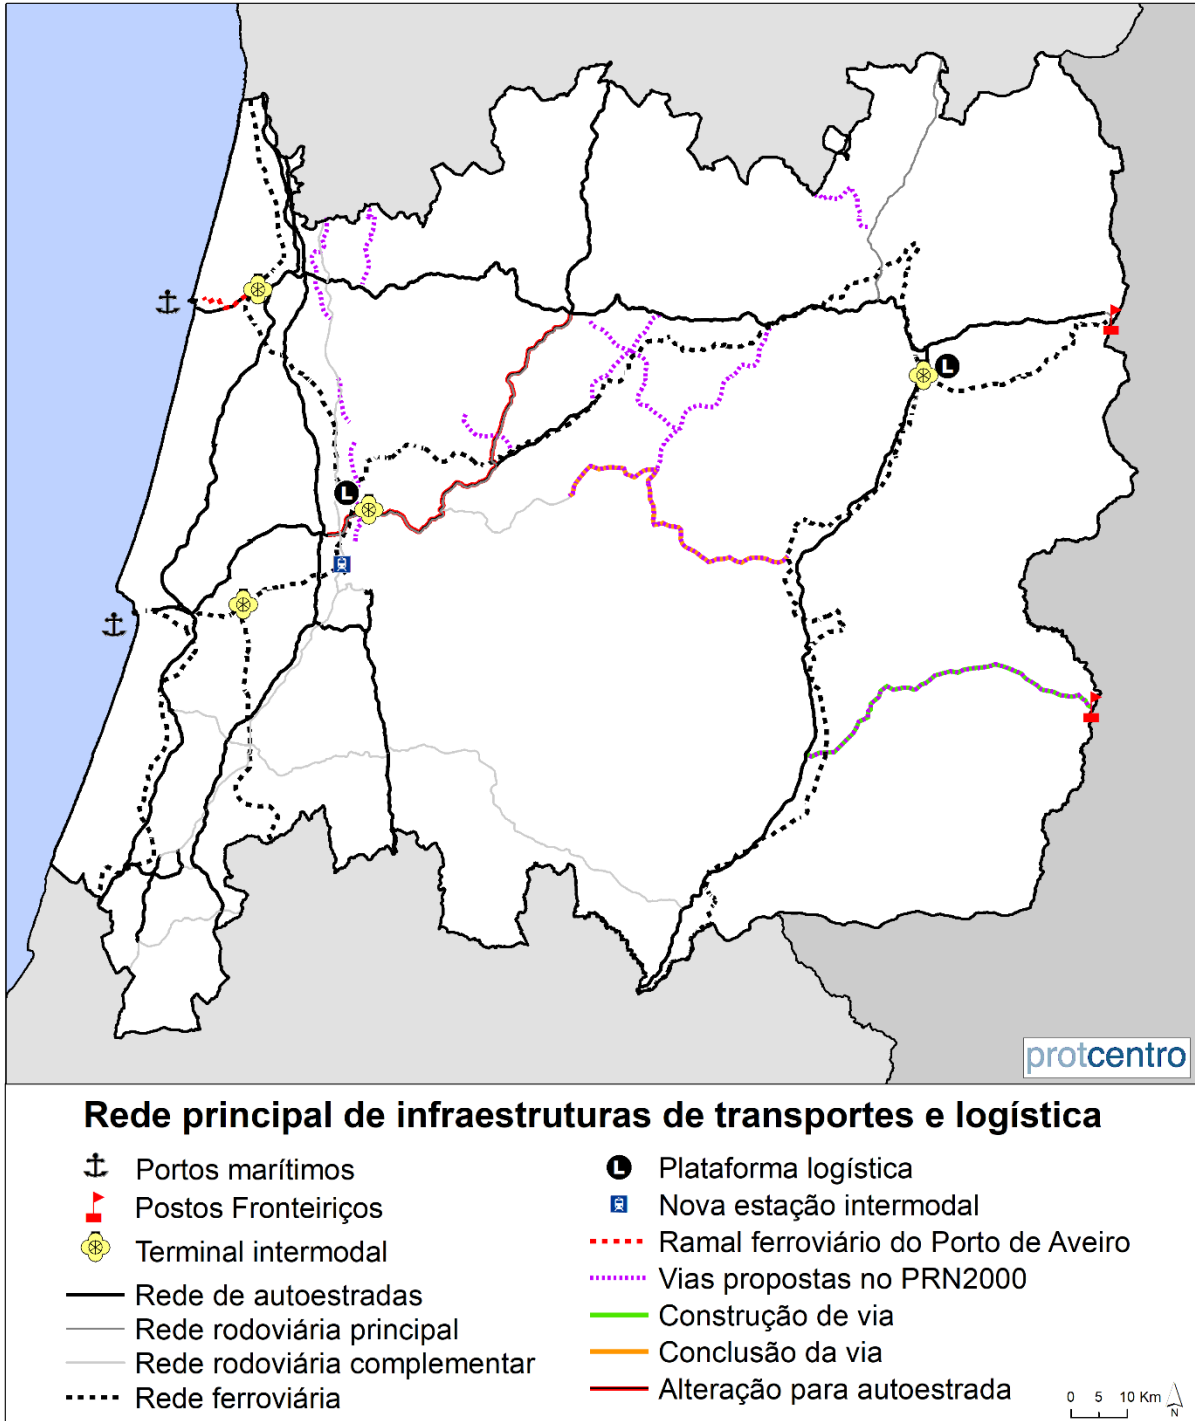 L
L
protcentro
Rede principal de infraestruturas de transportes e logística
Portos marítimos
Postos Fronteiriços
Terminal intermodal
Rede de autoestradas
Rede rodoviária principal
Rede rodoviária complementar
Rede ferroviária
L Plataforma logística
Nova estação intermodal
Ramal ferroviário do Porto de Aveiro
Vias propostas no PRN2000
Construção de via
Conclusão da via
Alteração para autoestrada
0 5 10 Km
N